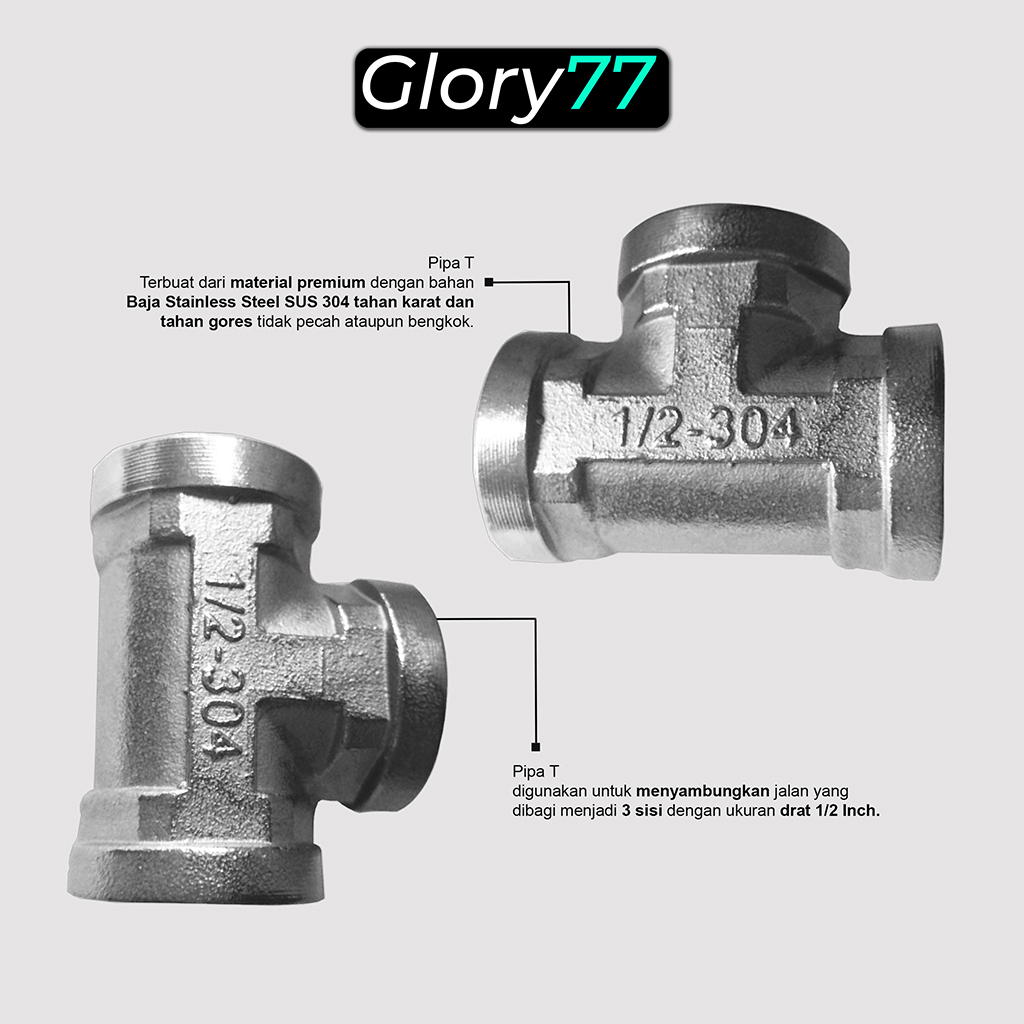 Glory77
Pipa T
Terbuat dari material premium dengan bahan
Baja Stainless Steel SUS 304 tahan karat dan
tahan gores tidak pecah ataupun bengkok.
1/2-304
1/2-304
Pipa T
digunakan untuk menyambungkan jalan yang
dibagi menjadi 3 sisi dengan ukuran drat 1/2 Inch.